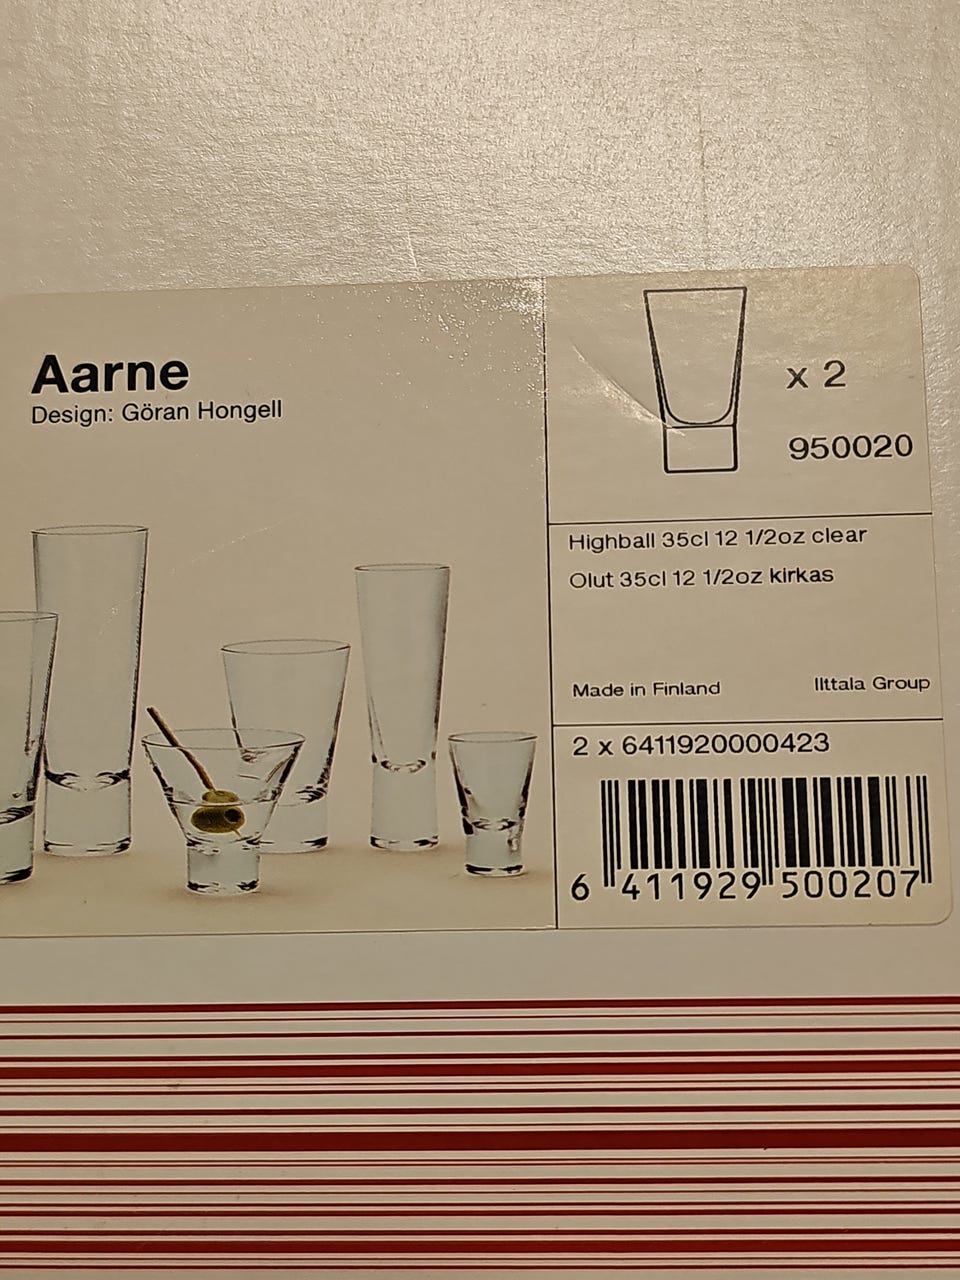 Aarne
Design: Göran Hongell
x 2
950020
Highball 35cl 12 1/2oz clear
Olut 35cl 12 1/2oz kirkas
Made in Finland
Iittala Group
2 x 6411920000423
6 411929 500207